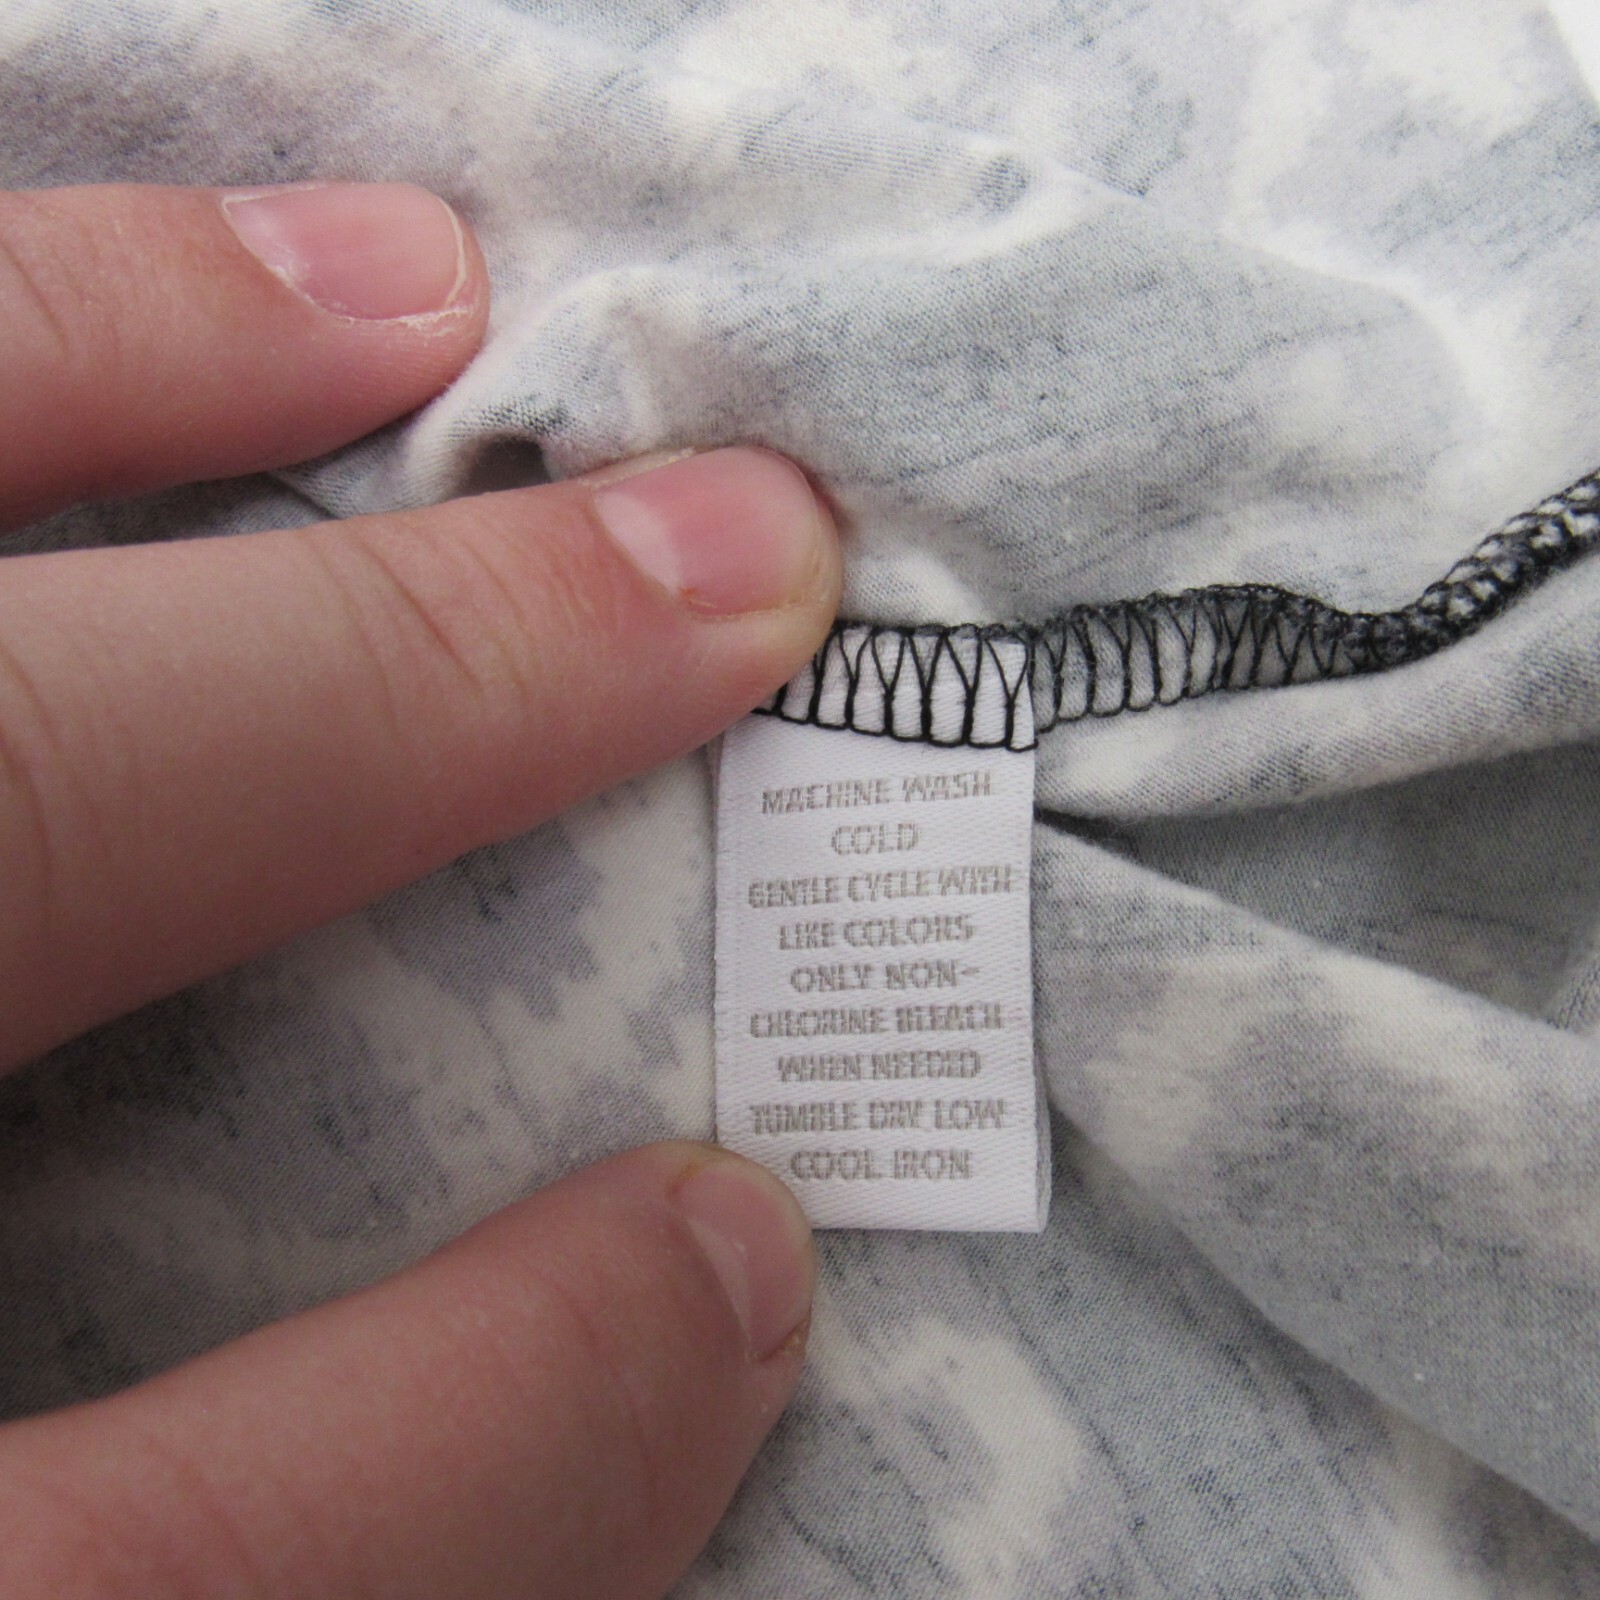 MACHINE WASH
COLD
GENTLE CYCLE WITH
LIKE COLORS
ONLY NON-
CHLORINE BLEACH
WHEN NEEDED
TUMBLE DRY LOW
COOL IRON